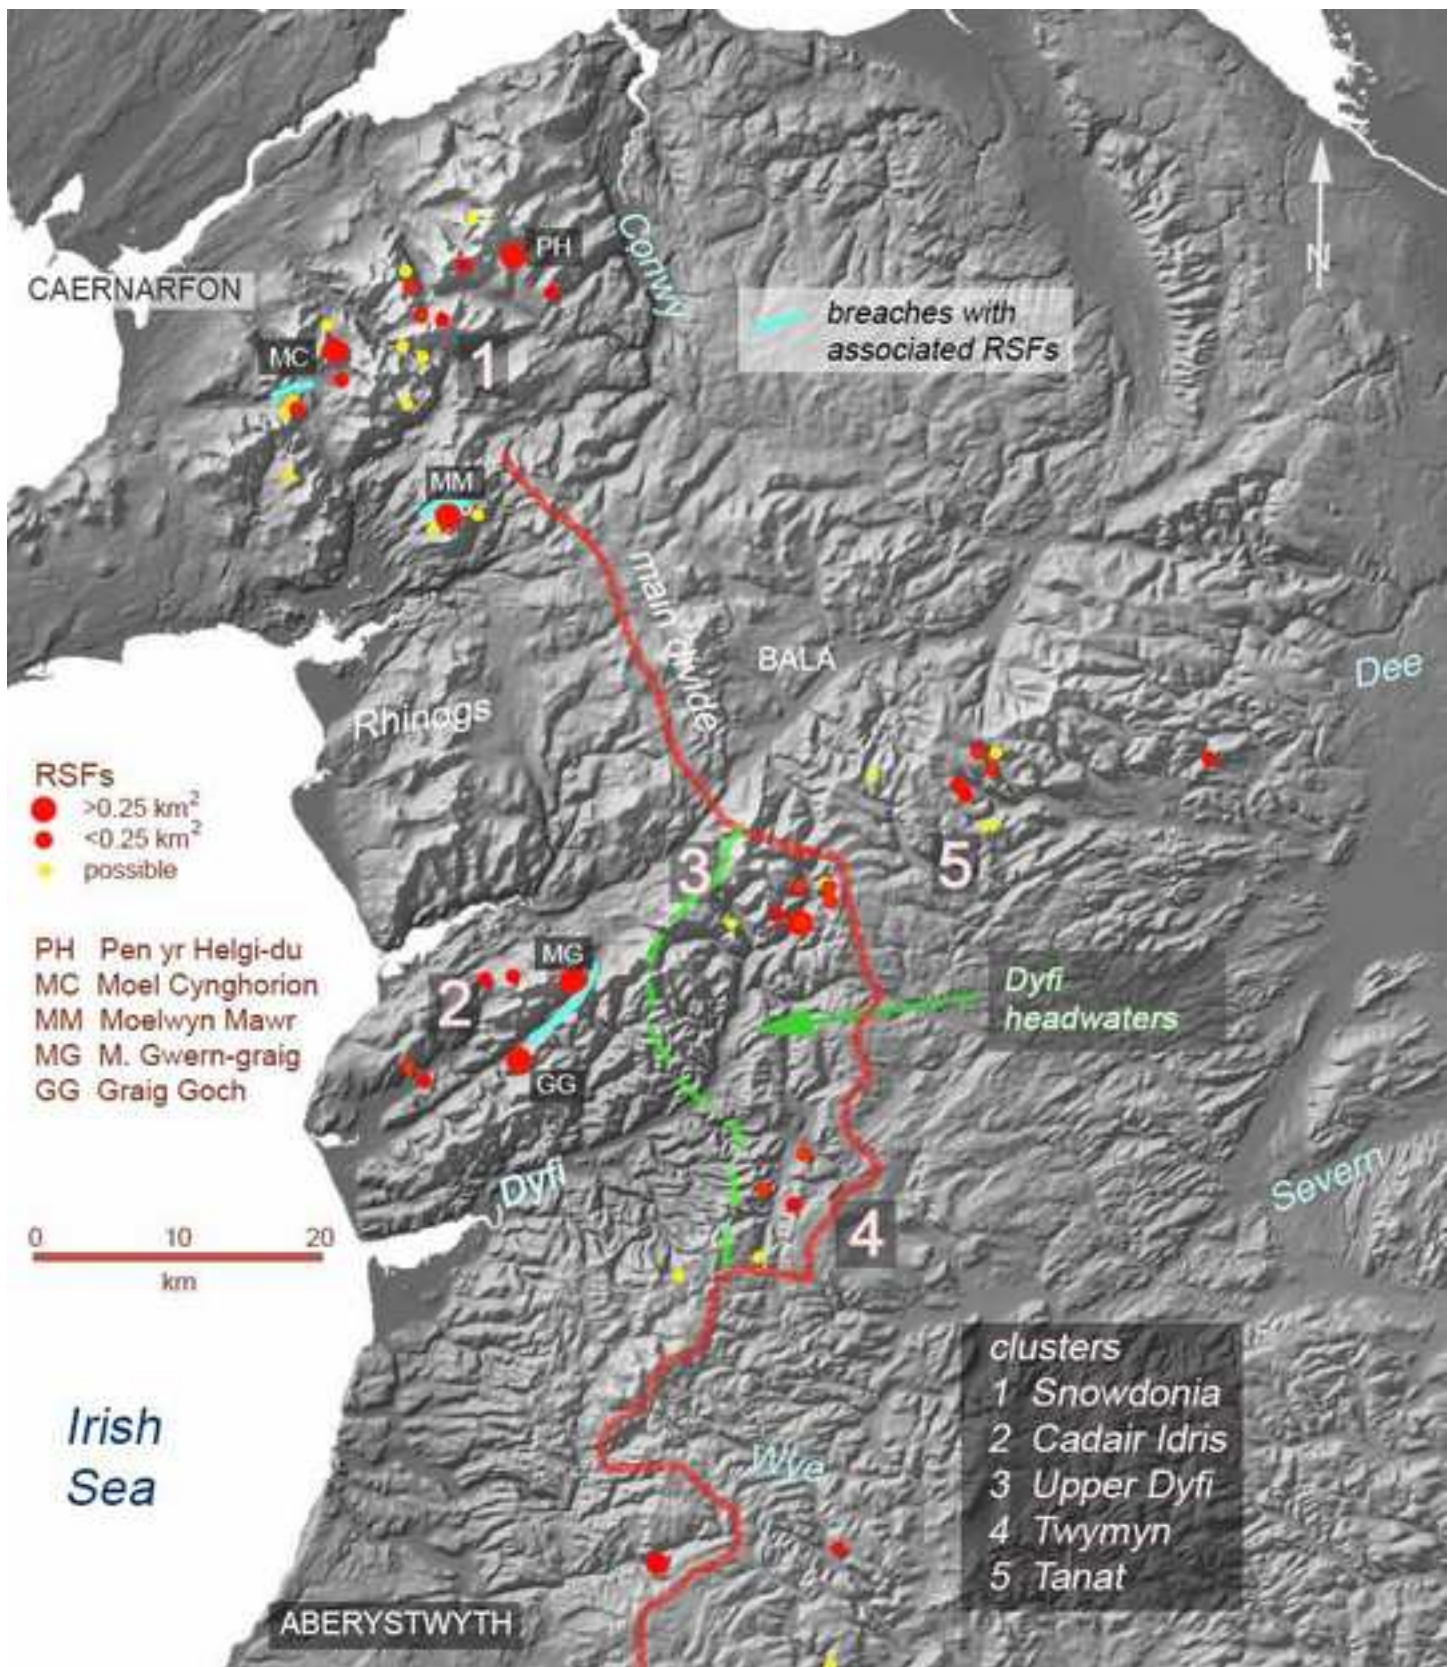 Conwy
PH
N
CAERNARFON
breaches with
associated RSFs
MC
1
MM
main divide
BALA
Dee
Rhinogs
RSFs
>0.25 km²
<0.25 km²
possible
3
5
PH Pen yr Helgi-du
MC Moel Cynghorion
MM Moelwyn Mawr
MG M. Gwern-graig
GG Graig Goch
MG
2
Dyfi
headwaters
GG
Dyfi
Severn
0 10 20
km
4
clusters
1 Snowdonia
2 Cadair Idris
3 Upper Dyfi
4 Twymyn
5 Tanat
Irish
Sea
Wye
ABERYSTWYTH